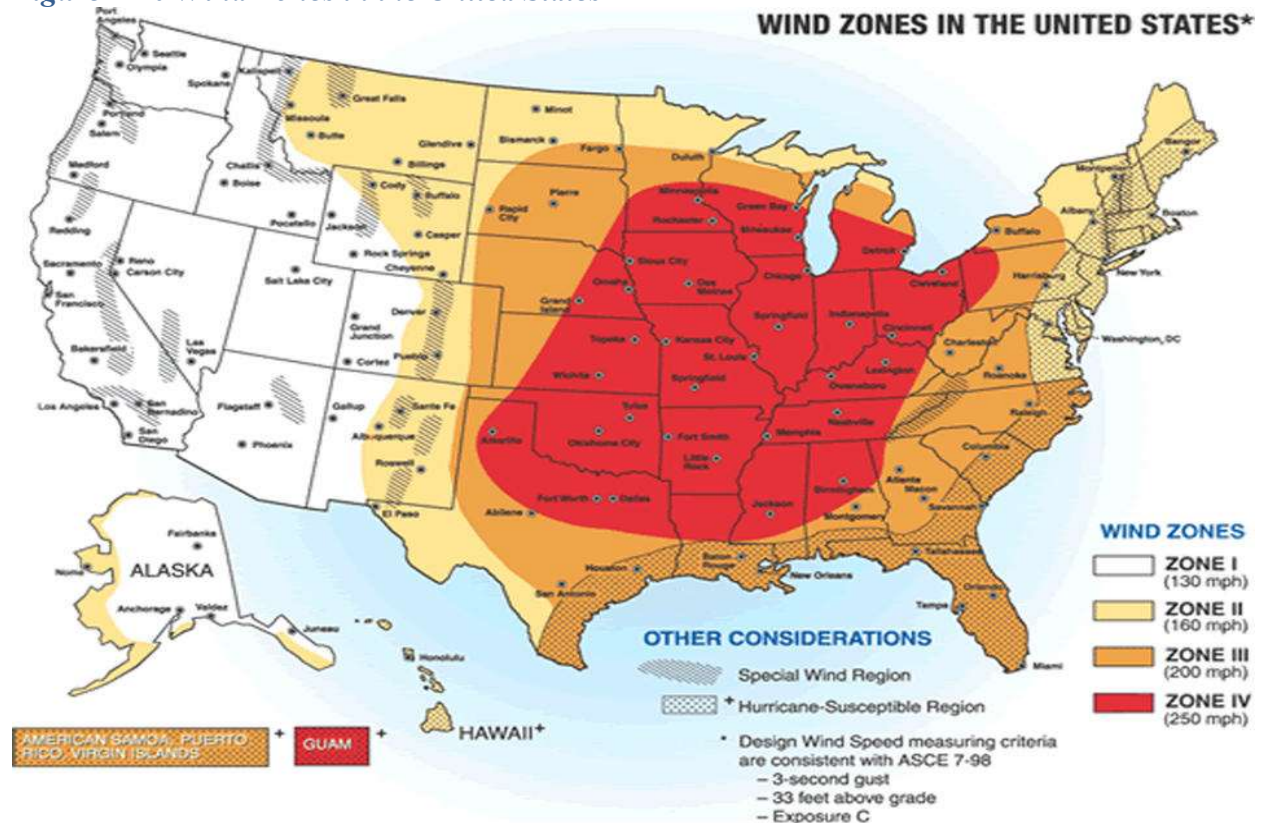 WIND ZONES IN THE UNITED STATES*
Port
Angeles
Seattle
Olympia
Spokane
Kalispell
Great Falls
Missoula
Butte
Glendive
Billings
Portland
Salem
Medford
Challis
Boise
Pocatello
Cody
Buffalo
Jackson
Casper
Rock Springs
Cheyenne
Minot
Bismarck
Fargo
Duluth
Pierre
Rapid
City
Minneapolis
Rochester
Green Bay
Milwaukee
Detroit
Bangor
Montpelier
Albany
Boston
Buffalo
New York
Harrisburg
Washington, DC
Redding
Sacramento
San
Francisco
Reno
Carson City
Salt Lake City
Grand
Junction
Cortez
Denver
Pueblo
Sioux City
Omaha
Des
Moines
Grand
Island
Chicago
Cleveland
Springfield
Indianapolis
Cincinnati
Charleston
Roanoke
Bakersfield
Las
Vegas
Los Angeles
San
Bernadino
San
Diego
Flagstaff
Phoenix
Gallup
Santa Fe
Albuquerque
Roswell
El Paso
Topeka
Kansas City
St. Louis
Wichita
Springfield
Lexington
Owensboro
Raleigh
Tulsa
Amarillo
Oklahoma City
Fort Smith
Memphis
Nashville
Little
Rock
Columbia
Atlanta
Macon
Savannah
Birmingham
Montgomery
Jackson
Fort Worth
Dallas
Abilene
Houston
San Antonio
Baton
Rouge
New Orleans
Tallahassee
Orlando
Tampa
Miami
Fairbanks
ALASKA
Nome
Anchorage
Valdez
Juneau
Honolulu
HAWAII+
AMERICAN SAMOA, PUERTO
RICO, VIRGIN ISLANDS
+
GUAM
+
OTHER CONSIDERATIONS
Special Wind Region
+ Hurricane-Susceptible Region
* Design Wind Speed measuring criteria
are consistent with ASCE 7-98
– 3-second gust
– 33 feet above grade
– Exposure C
WIND ZONES
ZONE I
(130 mph)
ZONE II
(160 mph)
ZONE III
(200 mph)
ZONE IV
(250 mph)